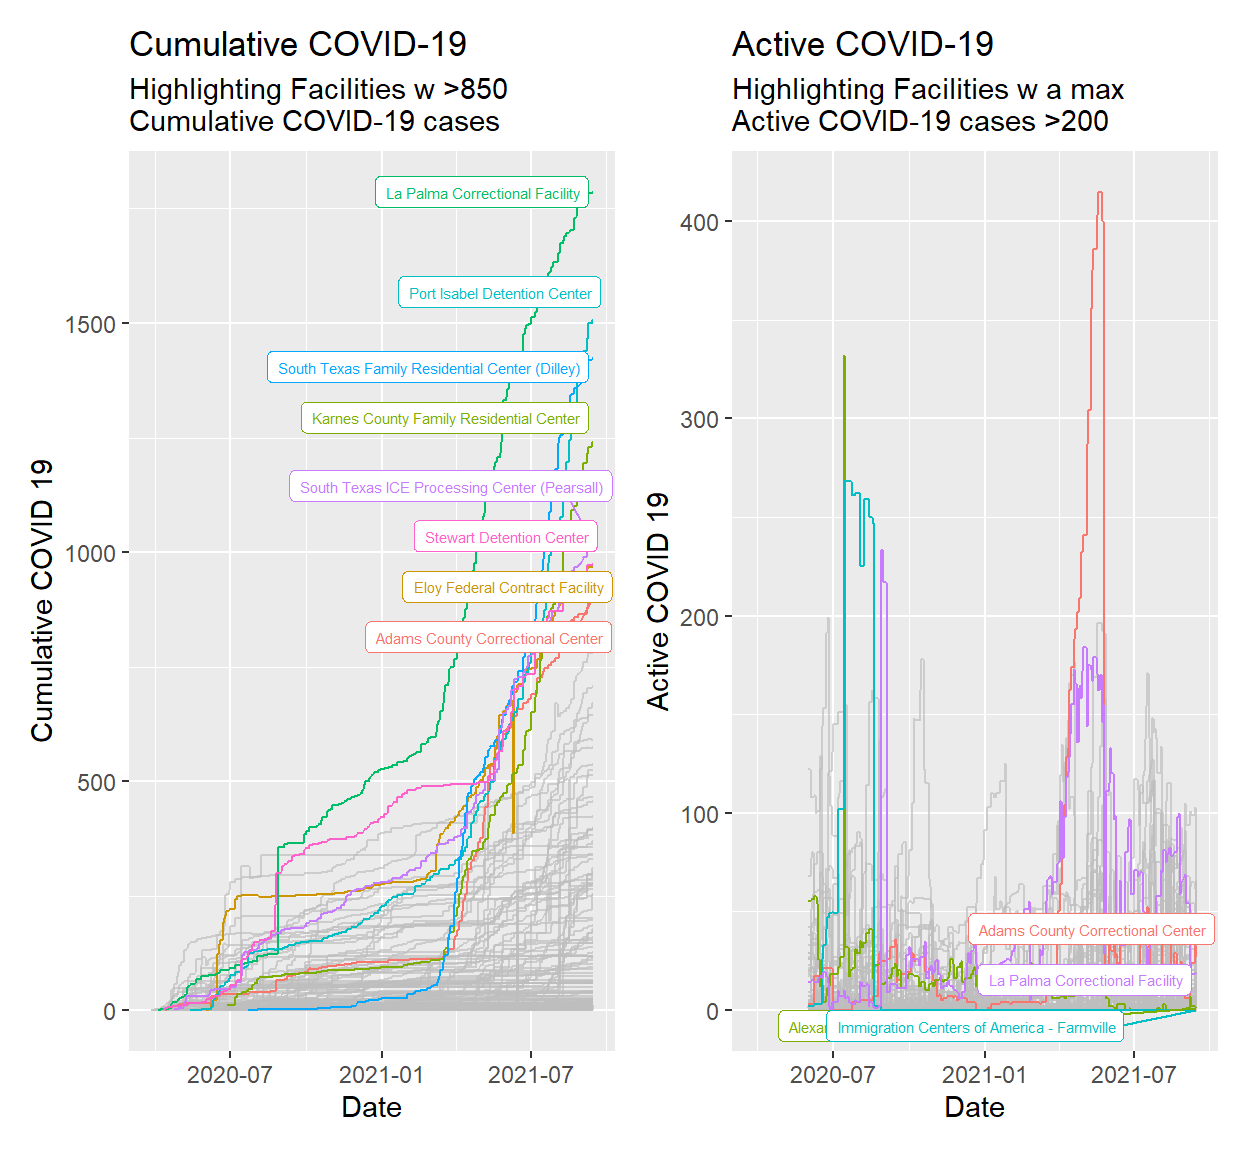 Cumulative COVID-19
Highlighting Facilities w >850
Cumulative COVID-19 cases
Cumulative COVID 19
1500
1000
500
0
La Palma Correctional Facility
Port Isabel Detention Center
South Texas Family Residential Center (Dilley)
Karnes County Family Residential Center
South Texas ICE Processing Center (Pearsall)
Stewart Detention Center
Eloy Federal Contract Facility
Adams County Correctional Center
2020-07
2021-01
2021-07
Date
Active COVID-19
Highlighting Facilities w a max
Active COVID-19 cases >200
Active COVID 19
400
300
200
100
0
Adams County Correctional Center
La Palma Correctional Facility
Immigration Centers of America - Farmville
2020-07
2021-01
2021-07
Date